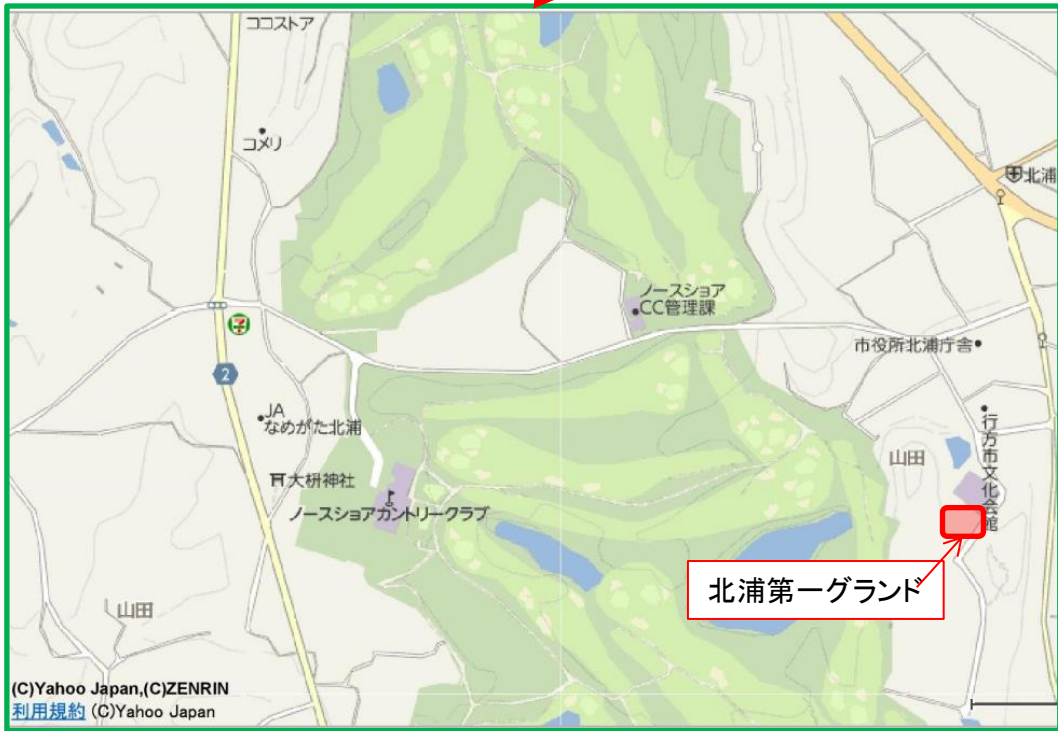 ココストア
コメリ
北浦
ノースショア
CC管理課
7
市役所北浦庁舎
2
JA
なめがた北浦
行方市文化会館
山田
大枡神社
ノースショアカントリークラブ
北浦第一グランド
山田
(C)Yahoo Japan,(C)ZENRIN
利用規約 (C)Yahoo Japan